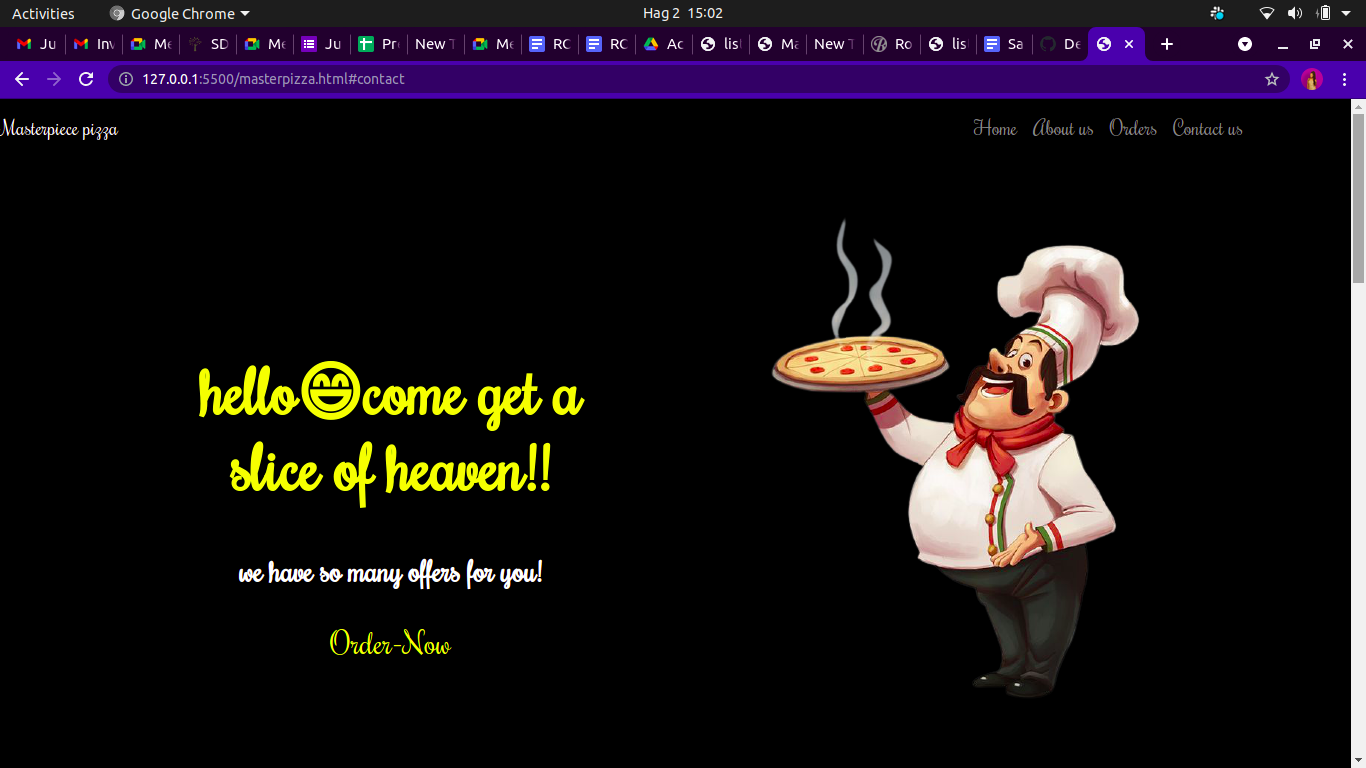 Activities Google Chrome Hag 2 15:02
Ju Inv Me SD Me Ju Pr New T Me RC RC Ac lis Ma New T Ro lis Sa De
127.0.0.1:5500/masterpizza.html#contact
Masterpiece pizza Home About us Orders Contact us
hello😄come get a
slice of heaven!!
we have so many offers for you!
Order-Now